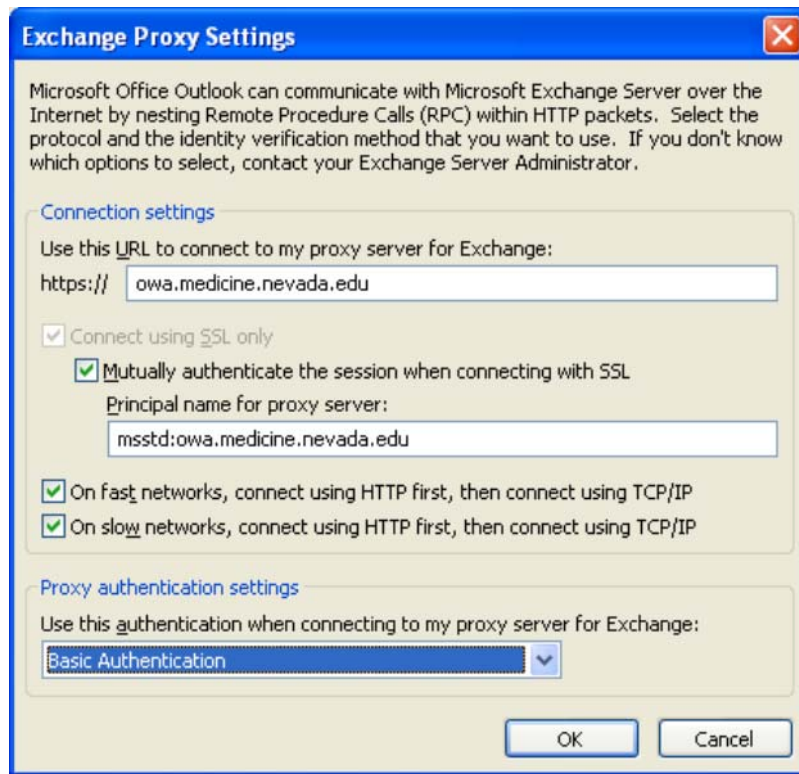 Exchange Proxy Settings
Microsoft Office Outlook can communicate with Microsoft Exchange Server over the
Internet by nesting Remote Procedure Calls (RPC) within HTTP packets.  Select the
protocol and the identity verification method that you want to use.  If you don't know
which options to select, contact your Exchange Server Administrator.
Connection settings
Use this URL to connect to my proxy server for Exchange:
https:// owa.medicine.nevada.edu
Connect using SSL only
Mutually authenticate the session when connecting with SSL
Principal name for proxy server:
msstd:owa.medicine.nevada.edu
On fast networks, connect using HTTP first, then connect using TCP/IP
On slow networks, connect using HTTP first, then connect using TCP/IP
Proxy authentication settings
Use this authentication when connecting to my proxy server for Exchange:
Basic Authentication
OK Cancel